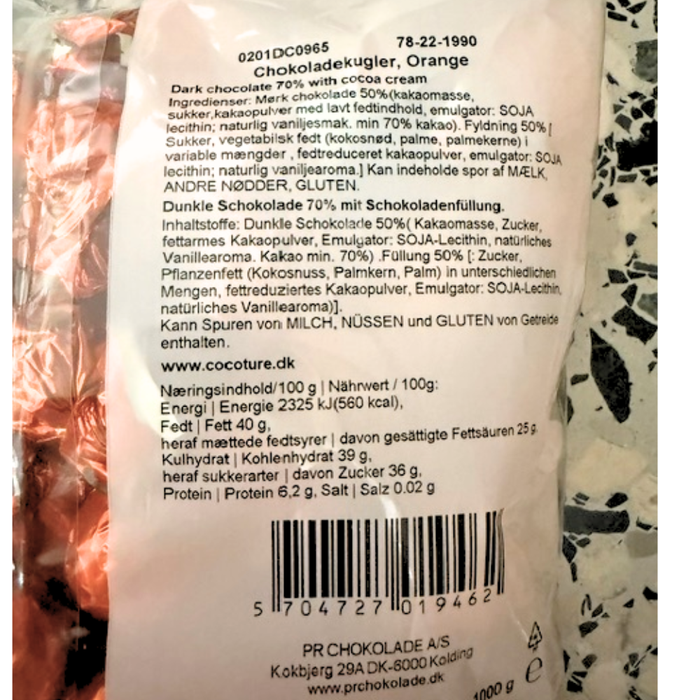 0201DC0965 78-22-1990
Chokoladekugler, Orange
Dark chocolate 70% with cocoa cream
Ingredienser: Mørk chokolade 50%(kakaomasse,
sukker,kakaopulver med lavt fedtindhold, emulgator: SOJA
lecithin; naturlig vaniljesmak. min 70% kakao). Fyldning 50% [
Sukker, vegetabilsk fedt (kokosnød, palme, palmekerne) i
variable mængder , fedtreduceret kakaopulver, emulgator: SOJA
lecithin; naturlig vaniljearoma.] Kan indeholde spor af MÆLK,
ANDRE NØDDER, GLUTEN.
Dunkle Schokolade 70% mit Schokoladenfüllung.
Inhaltstoffe: Dunkle Schokolade 50%( Kakaomasse, Zucker,
fettarmes Kakaopulver, Emulgator: SOJA-Lecithin, natürliches
Vanillearoma. Kakao min. 70%) .Füllung 50% [: Zucker,
Pflanzenfett (Kokosnuss, Palmkern, Palm) in unterschiedlichen
Mengen, fettreduziertes Kakaopulver, Emulgator: SOJA-Lecithin,
natürliches Vanillearoma)].
Kann Spuren von MILCH, NÜSSEN und GLUTEN von Getreide
enthalten.
www.cocoture.dk
Næringsindhold/100 g | Nährwert / 100g:
Energi | Energie 2325 kJ(560 kcal),
Fedt | Fett 40 g,
heraf mættede fedtsyrer | davon gesättigte Fettsäuren 25 g
Kulhydrat | Kohlenhydrat 39 g,
heraf sukkerarter | davon Zucker 36 g,
Protein | Protein 6,2 g, Salt | Salz 0.02 g
5 704727 019462
PR CHOKOLADE A/S
Kokbjerg 29A DK-6000 Kolding
www.prchokolade.dk
1000 g e